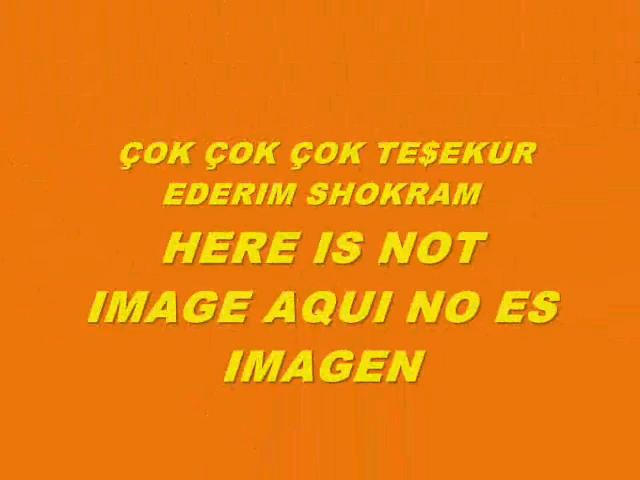 ÇOK ÇOK ÇOK TE$EKUR
EDERIM SHOKRAM
HERE IS NOT
IMAGE AQUI NO ES
IMAGEN